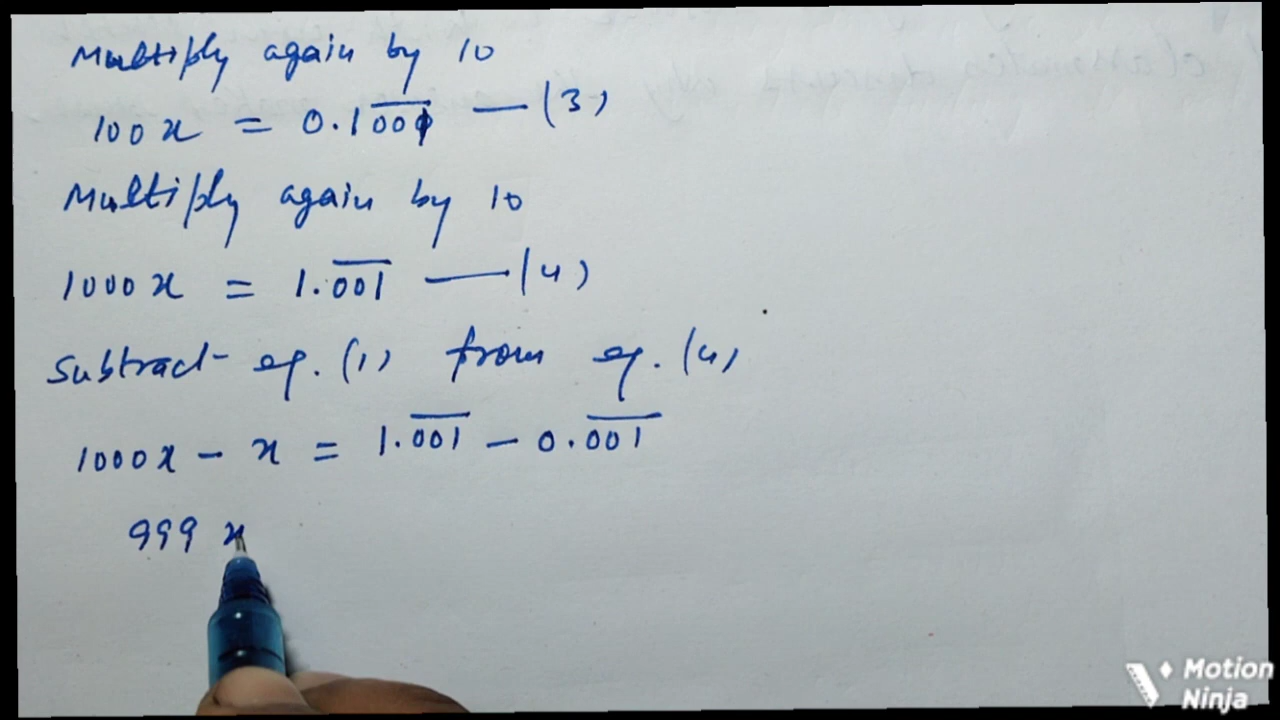 Multiply again by 10
100x = 0.1000 — (3)
Multiply again by 10
1000x = 1.001 — (4)
Subtract eq. (1) from eq. (4)
1000x - x = 1.001 - 0.001
999 x
Motion
Ninja